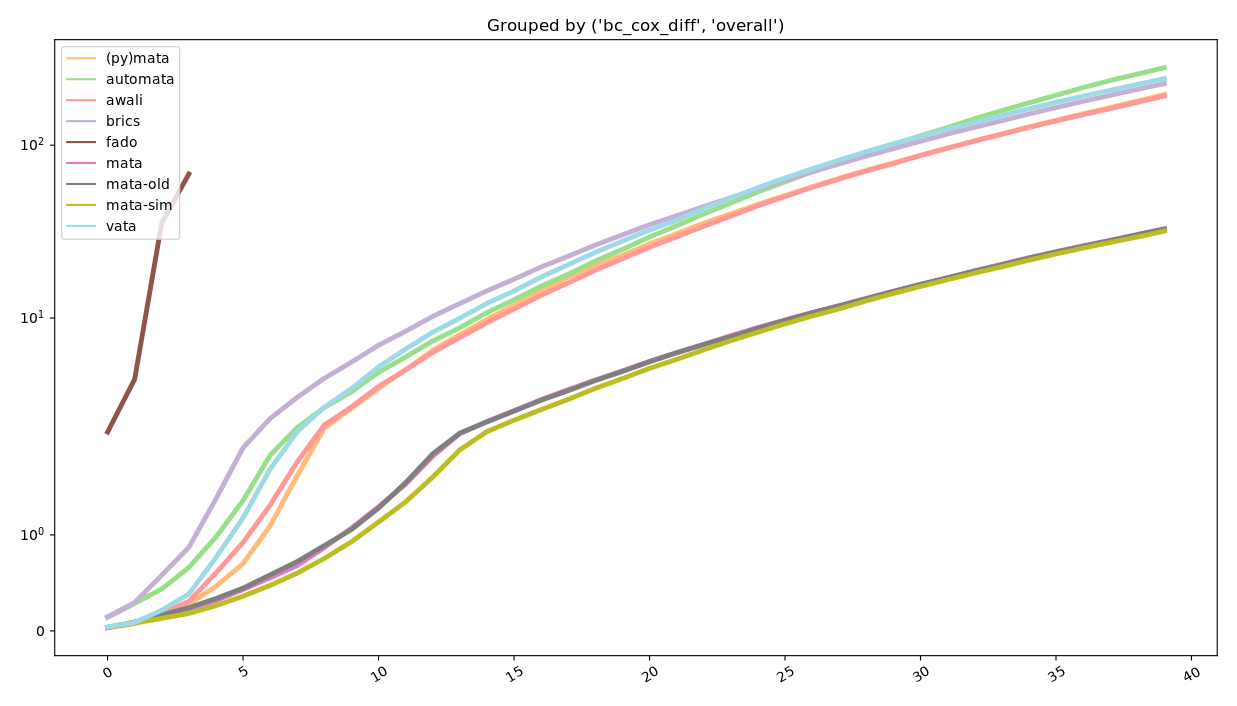 Grouped by ('bc_cox_diff', 'overall')
(py)mata
automata
awali
brics
fado
mata
mata-old
mata-sim
vata
10²
10¹
10⁰
0
0
5
10
15
20
25
30
35
40